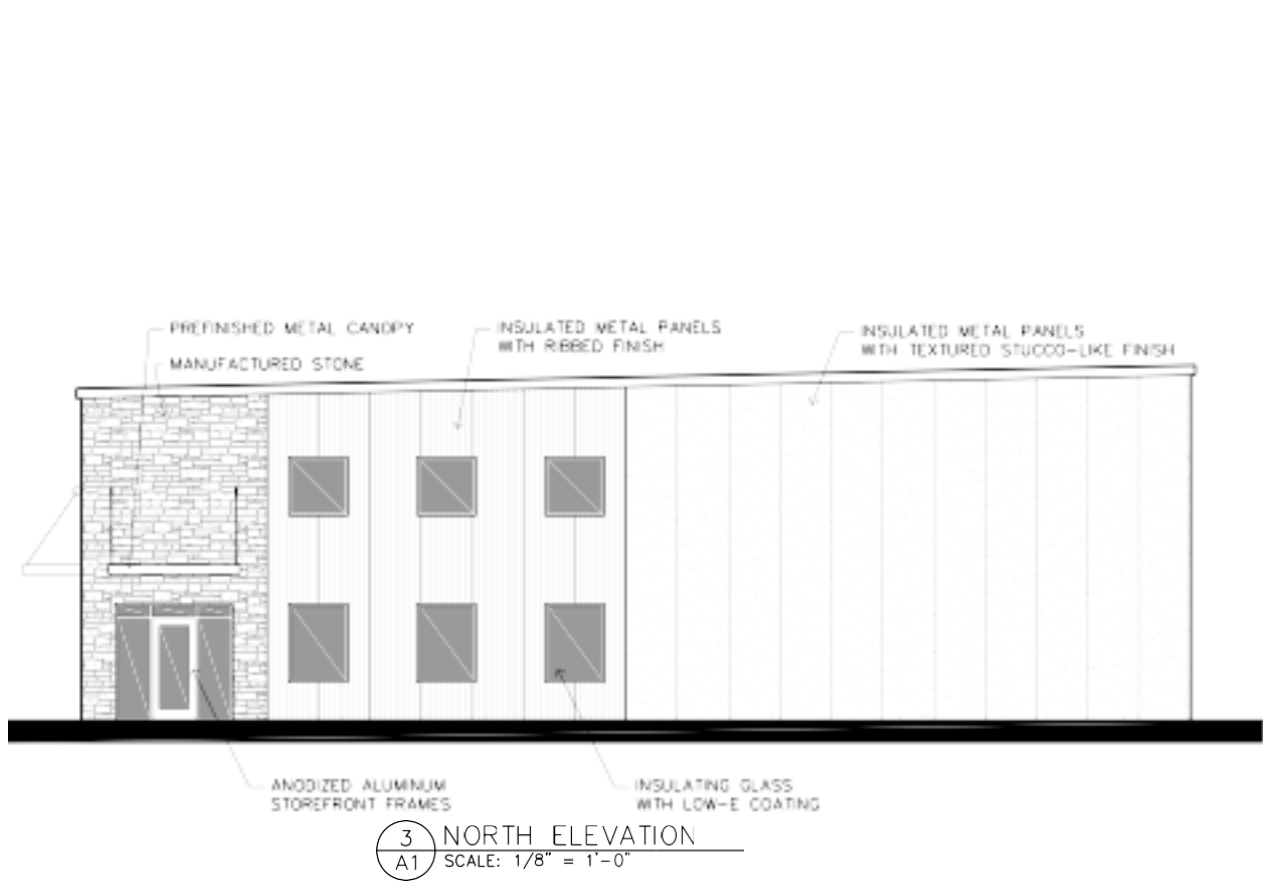 PREFINISHED METAL CANOPY
MANUFACTURED STONE
INSULATED METAL PANELS
WITH RIBBED FINISH
INSULATED METAL PANELS
WITH TEXTURED STUCCO-LIKE FINISH
ANODIZED ALUMINUM
STOREFRONT FRAMES
INSULATING GLASS
WITH LOW-E COATING
3
A1
NORTH ELEVATION
SCALE: 1/8" = 1'-0"